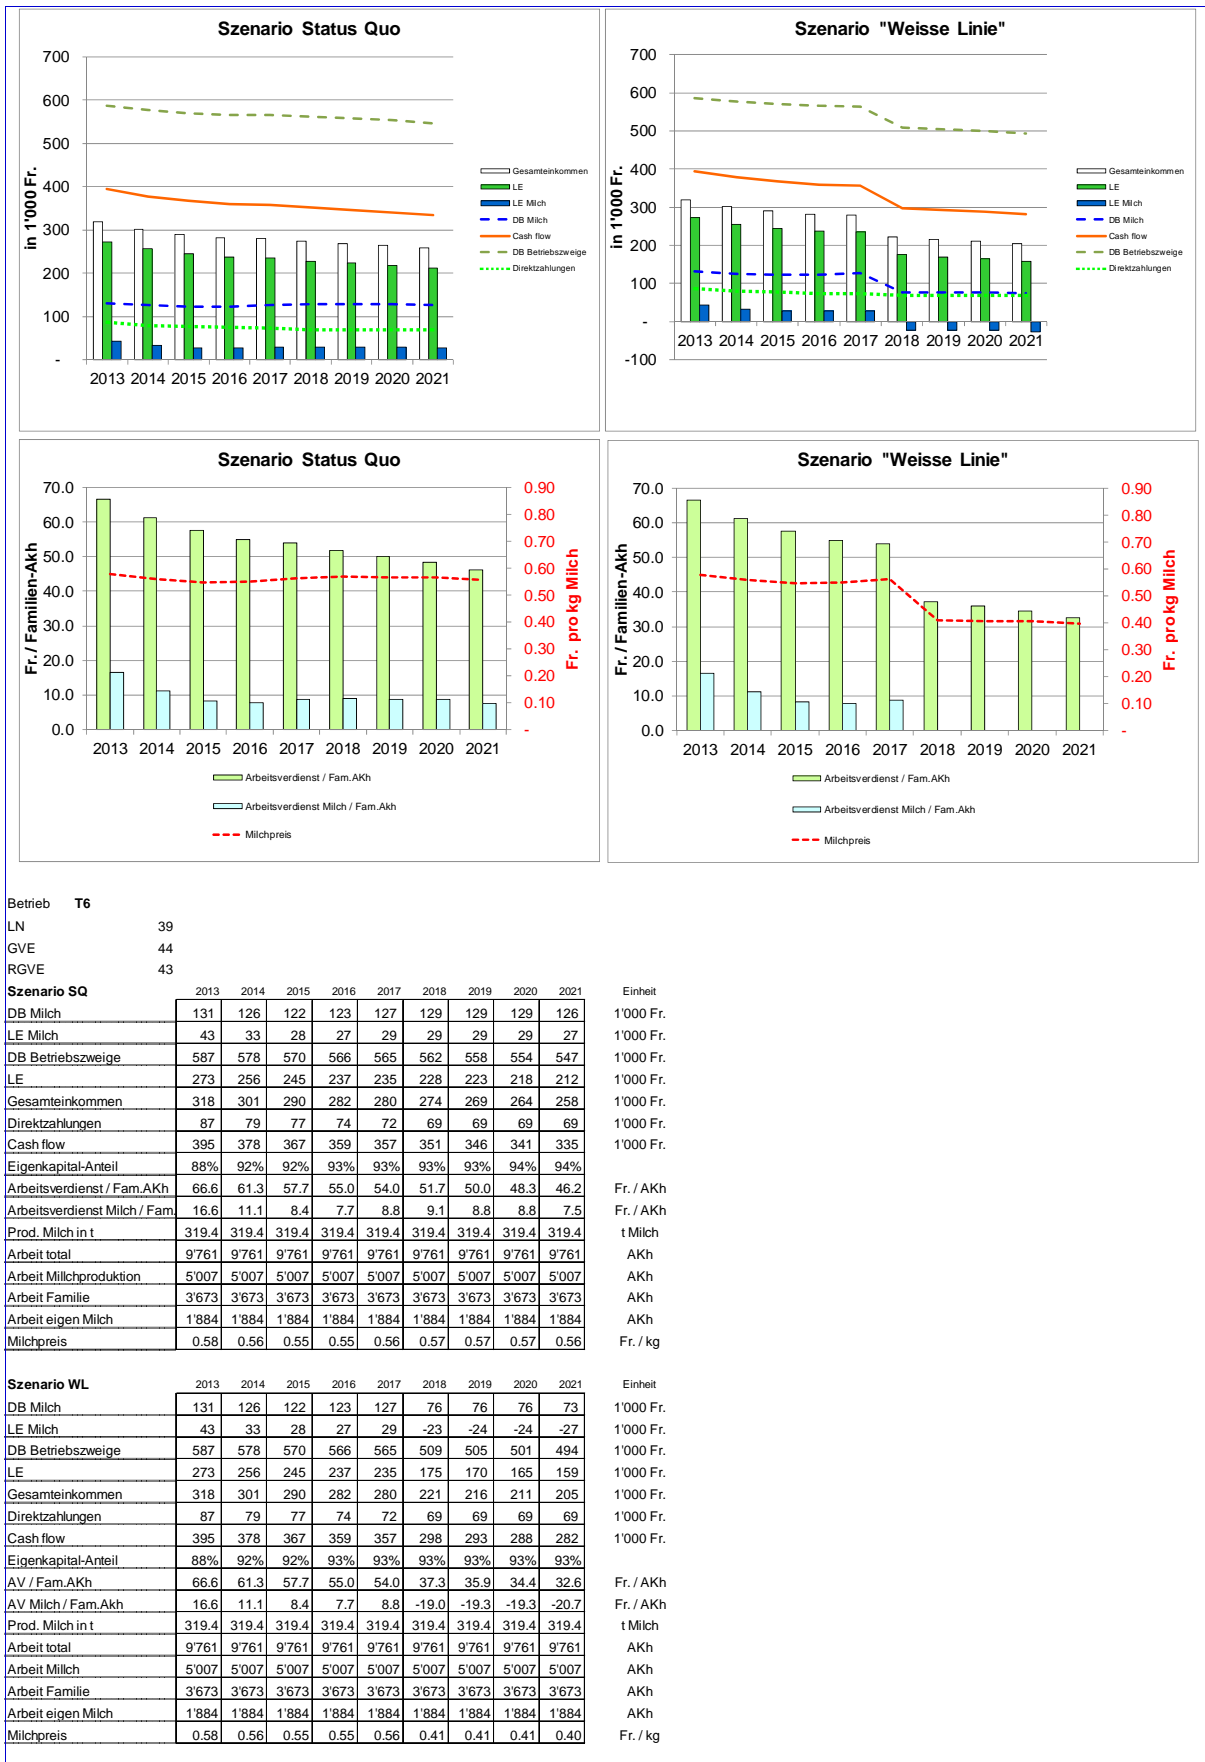 Szenario Status Quo
700
600
500
400
300
200
100
-
in 1'000 Fr.
2013 2014 2015 2016 2017 2018 2019 2020 2021
Gesamteinkommen
LE
LE Milch
DB Milch
Cash flow
DB Betriebszweige
Direktzahlungen
Szenario "Weisse Linie"
700
600
500
400
300
200
100
-
-100
in 1'000 Fr.
2013 2014 2015 2016 2017 2018 2019 2020 2021
Gesamteinkommen
LE
LE Milch
DB Milch
Cash flow
DB Betriebszweige
Direktzahlungen
Szenario Status Quo
70.0
60.0
50.0
40.0
30.0
20.0
10.0
0.0
Fr. / Familien-Akh
0.90
0.80
0.70
0.60
0.50
0.40
0.30
0.20
0.10
-
Fr. pro kg Milch
2013 2014 2015 2016 2017 2018 2019 2020 2021
Arbeitsverdienst / Fam.AKh
Arbeitsverdienst Milch / Fam.Akh
Milchpreis
Szenario "Weisse Linie"
70.0
60.0
50.0
40.0
30.0
20.0
10.0
0.0
Fr. / Familien-Akh
0.90
0.80
0.70
0.60
0.50
0.40
0.30
0.20
0.10
-
Fr. pro kg Milch
2013 2014 2015 2016 2017 2018 2019 2020 2021
Arbeitsverdienst / Fam.AKh
Arbeitsverdienst Milch / Fam.Akh
Milchpreis
Betrieb T6
LN 39
GVE 44
RGVE 43
Szenario SQ 2013 2014 2015 2016 2017 2018 2019 2020 2021 Einheit
DB Milch 131 126 122 123 127 129 129 129 126 1'000 Fr.
LE Milch 43 33 28 27 29 29 29 29 27 1'000 Fr.
DB Betriebszweige 587 578 570 566 565 562 558 554 547 1'000 Fr.
LE 273 256 245 237 235 228 223 218 212 1'000 Fr.
Gesamteinkommen 318 301 290 282 280 274 269 264 258 1'000 Fr.
Direktzahlungen 87 79 77 74 72 69 69 69 69 1'000 Fr.
Cash flow 395 378 367 359 357 351 346 341 335 1'000 Fr.
Eigenkapital-Anteil 88% 92% 92% 93% 93% 93% 93% 94% 94%
Arbeitsverdienst / Fam.AKh 66.6 61.3 57.7 55.0 54.0 51.7 50.0 48.3 46.2 Fr. / AKh
Arbeitsverdienst Milch / Fam. 16.6 11.1 8.4 7.7 8.8 9.1 8.8 8.8 7.5 Fr. / AKh
Prod. Milch in t 319.4 319.4 319.4 319.4 319.4 319.4 319.4 319.4 319.4 t Milch
Arbeit total 9'761 9'761 9'761 9'761 9'761 9'761 9'761 9'761 9'761 AKh
Arbeit Millchproduktion 5'007 5'007 5'007 5'007 5'007 5'007 5'007 5'007 5'007 AKh
Arbeit Familie 3'673 3'673 3'673 3'673 3'673 3'673 3'673 3'673 3'673 AKh
Arbeit eigen Milch 1'884 1'884 1'884 1'884 1'884 1'884 1'884 1'884 1'884 AKh
Milchpreis 0.58 0.56 0.55 0.55 0.56 0.57 0.57 0.57 0.56 Fr. / kg
Szenario WL 2013 2014 2015 2016 2017 2018 2019 2020 2021 Einheit
DB Milch 131 126 122 123 127 76 76 76 73 1'000 Fr.
LE Milch 43 33 28 27 29 -23 -24 -24 -27 1'000 Fr.
DB Betriebszweige 587 578 570 566 565 509 505 501 494 1'000 Fr.
LE 273 256 245 237 235 175 170 165 159 1'000 Fr.
Gesamteinkommen 318 301 290 282 280 221 216 211 205 1'000 Fr.
Direktzahlungen 87 79 77 74 72 69 69 69 69 1'000 Fr.
Cash flow 395 378 367 359 357 298 293 288 282 1'000 Fr.
Eigenkapital-Anteil 88% 92% 92% 93% 93% 93% 93% 93% 93%
AV / Fam.AKh 66.6 61.3 57.7 55.0 54.0 37.3 35.9 34.4 32.6 Fr. / AKh
AV Milch / Fam.Akh 16.6 11.1 8.4 7.7 8.8 -19.0 -19.3 -19.3 -20.7 Fr. / AKh
Prod. Milch in t 319.4 319.4 319.4 319.4 319.4 319.4 319.4 319.4 319.4 t Milch
Arbeit total 9'761 9'761 9'761 9'761 9'761 9'761 9'761 9'761 9'761 AKh
Arbeit Millch 5'007 5'007 5'007 5'007 5'007 5'007 5'007 5'007 5'007 AKh
Arbeit Familie 3'673 3'673 3'673 3'673 3'673 3'673 3'673 3'673 3'673 AKh
Arbeit eigen Milch 1'884 1'884 1'884 1'884 1'884 1'884 1'884 1'884 1'884 AKh
Milchpreis 0.58 0.56 0.55 0.55 0.56 0.41 0.41 0.41 0.40 Fr. / kg